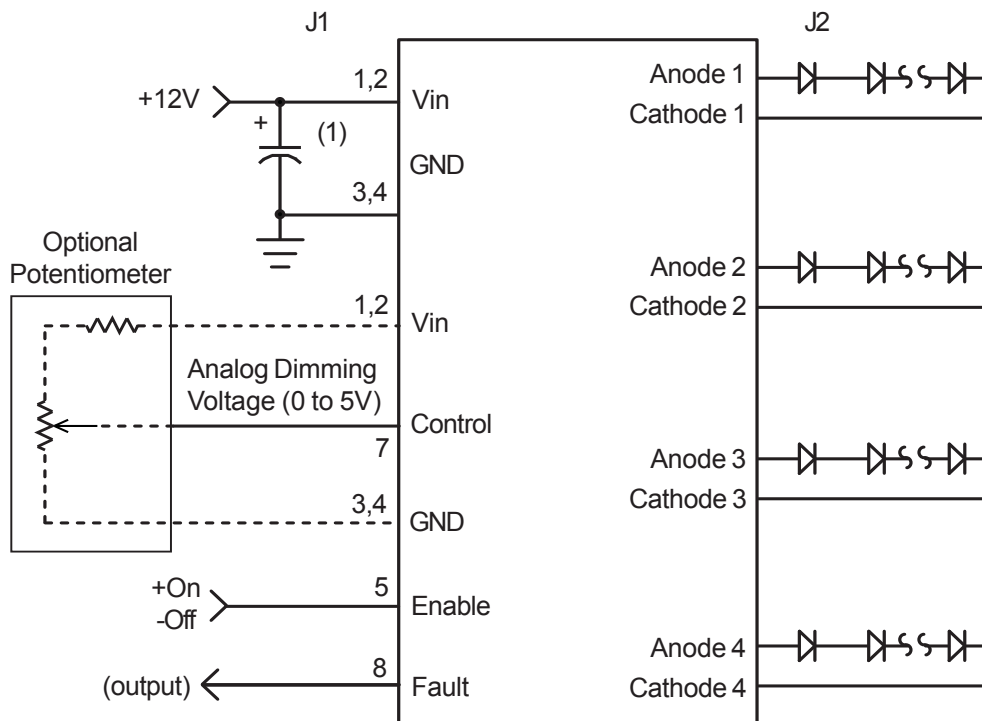 J1
J2
+12V
1,2
Vin
+
(1)
GND
3,4
Optional
Potentiometer
1,2
Vin
Analog Dimming
Voltage (0 to 5V)
Control
7
3,4
GND
+On
-Off
5
Enable
(output)
8
Fault
Anode 1
Cathode 1
Anode 2
Cathode 2
Anode 3
Cathode 3
Anode 4
Cathode 4